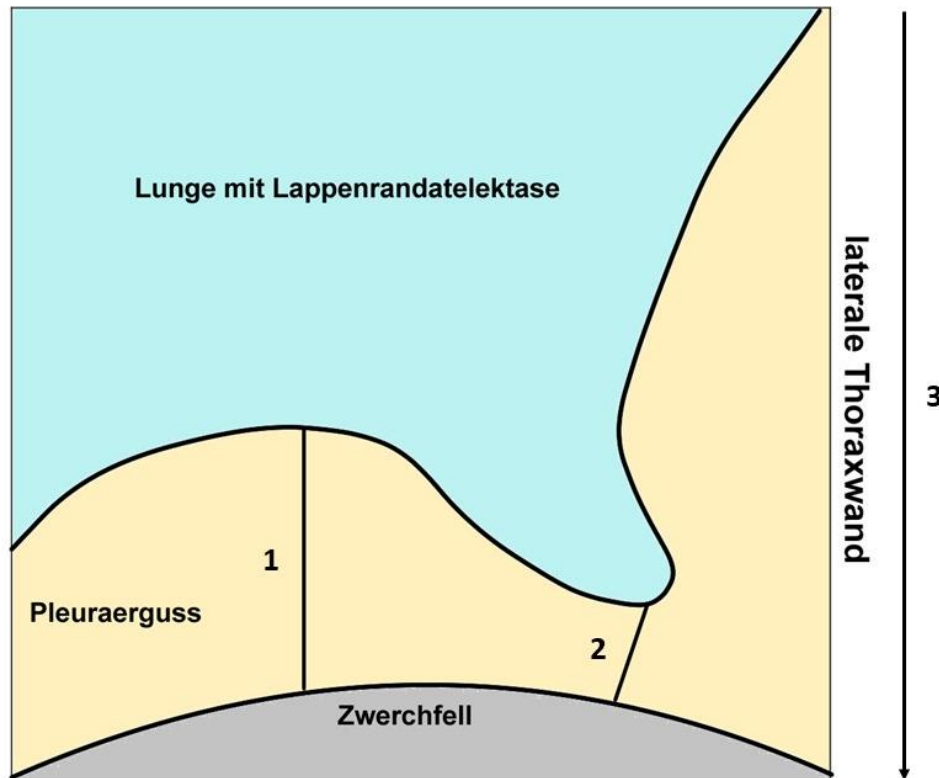 Lunge mit Lappenrandatelektase
laterale Thoraxwand
3
1
Pleuraerguss
2
Zwerchfell